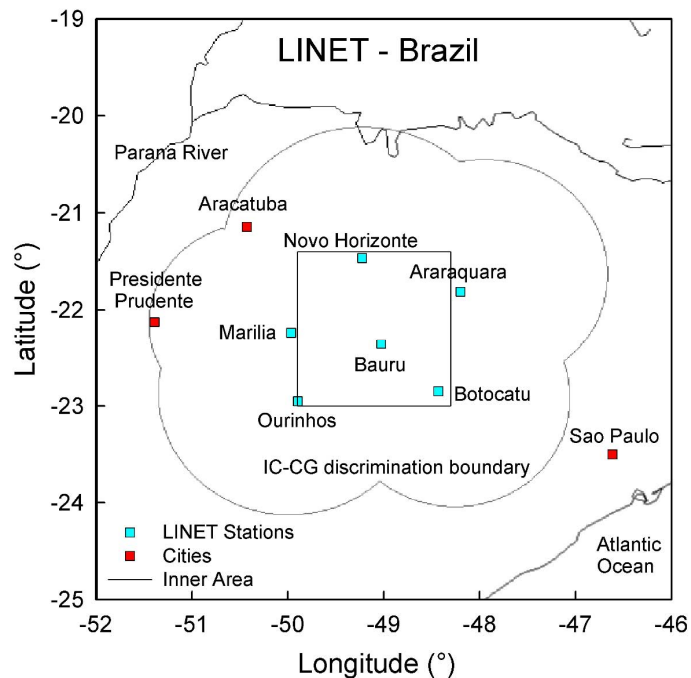 LINET - Brazil
-19
-20
-21
-22
-23
-24
-25
Latitude (°)
Parana River
Aracatuba
Novo Horizonte
Araraquara
Presidente
Prudente
Marilia
Bauru
Botocatu
Ourinhos
Sao Paulo
IC-CG discrimination boundary
LINET Stations
Cities
Inner Area
Atlantic
Ocean
-52
-51
-50
-49
-48
-47
-46
Longitude (°)